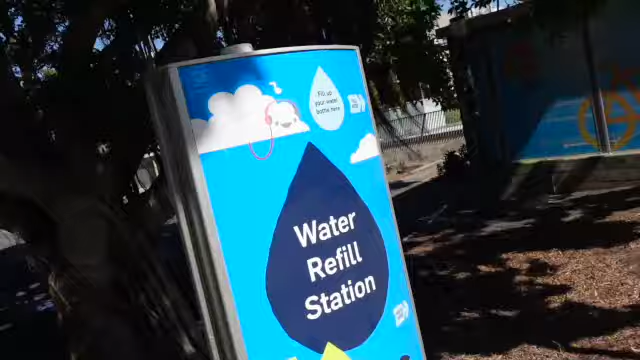 Fill up
your water
bottle here
Water
Refill
Station